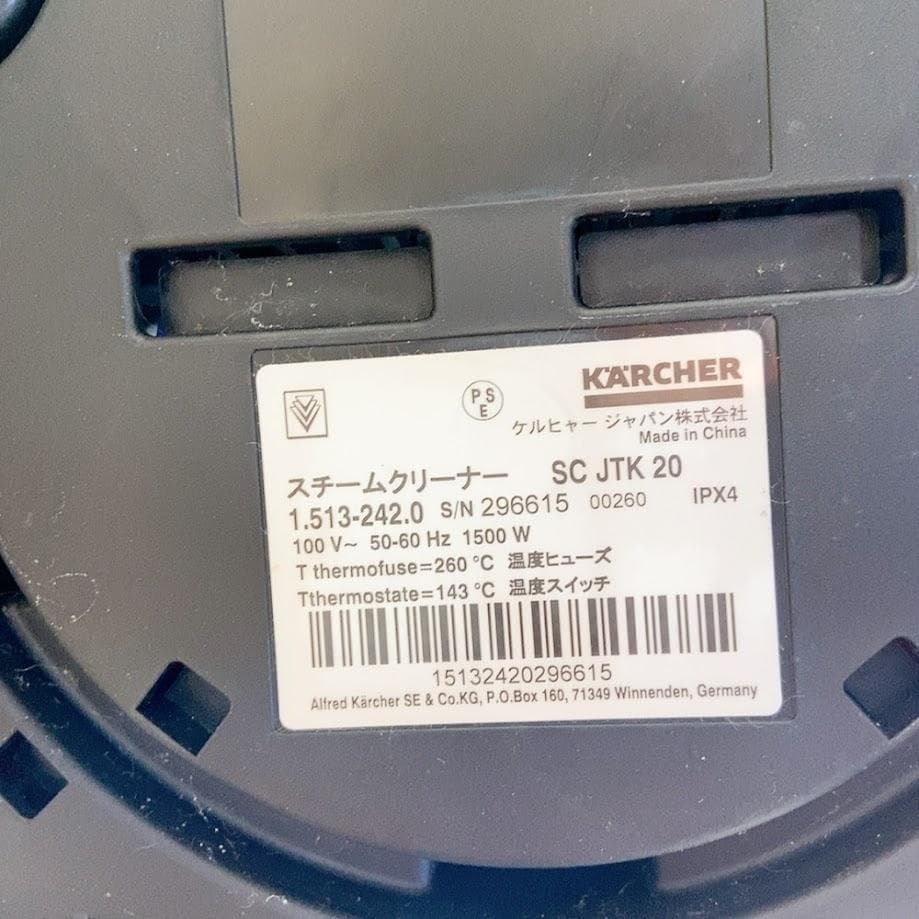 KÄRCHER
PS
E
ケルヒャー ジャパン株式会社
Made in China
スチームクリーナー SC JTK 20
1.513-242.0 S/N 296615 00260 IPX4
100 V~ 50-60 Hz 1500 W
T thermofuse=260 °C 温度ヒューズ
Tthermostate=143 °C 温度スイッチ
15132420296615
Alfred Kärcher SE & Co.KG, P.O.Box 160, 71349 Winnenden, Germany